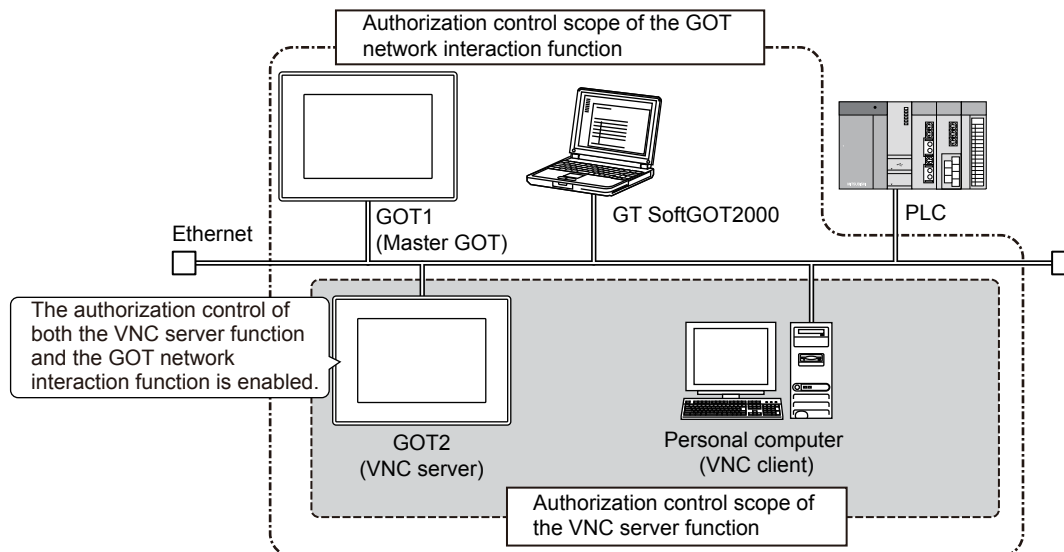 Authorization control scope of the GOT
network interaction function
GOT1
(Master GOT)
GT SoftGOT2000
PLC
Ethernet
The authorization control of
both the VNC server function
and the GOT network
interaction function is enabled.
GOT2
(VNC server)
Personal computer
(VNC client)
Authorization control scope of
the VNC server function